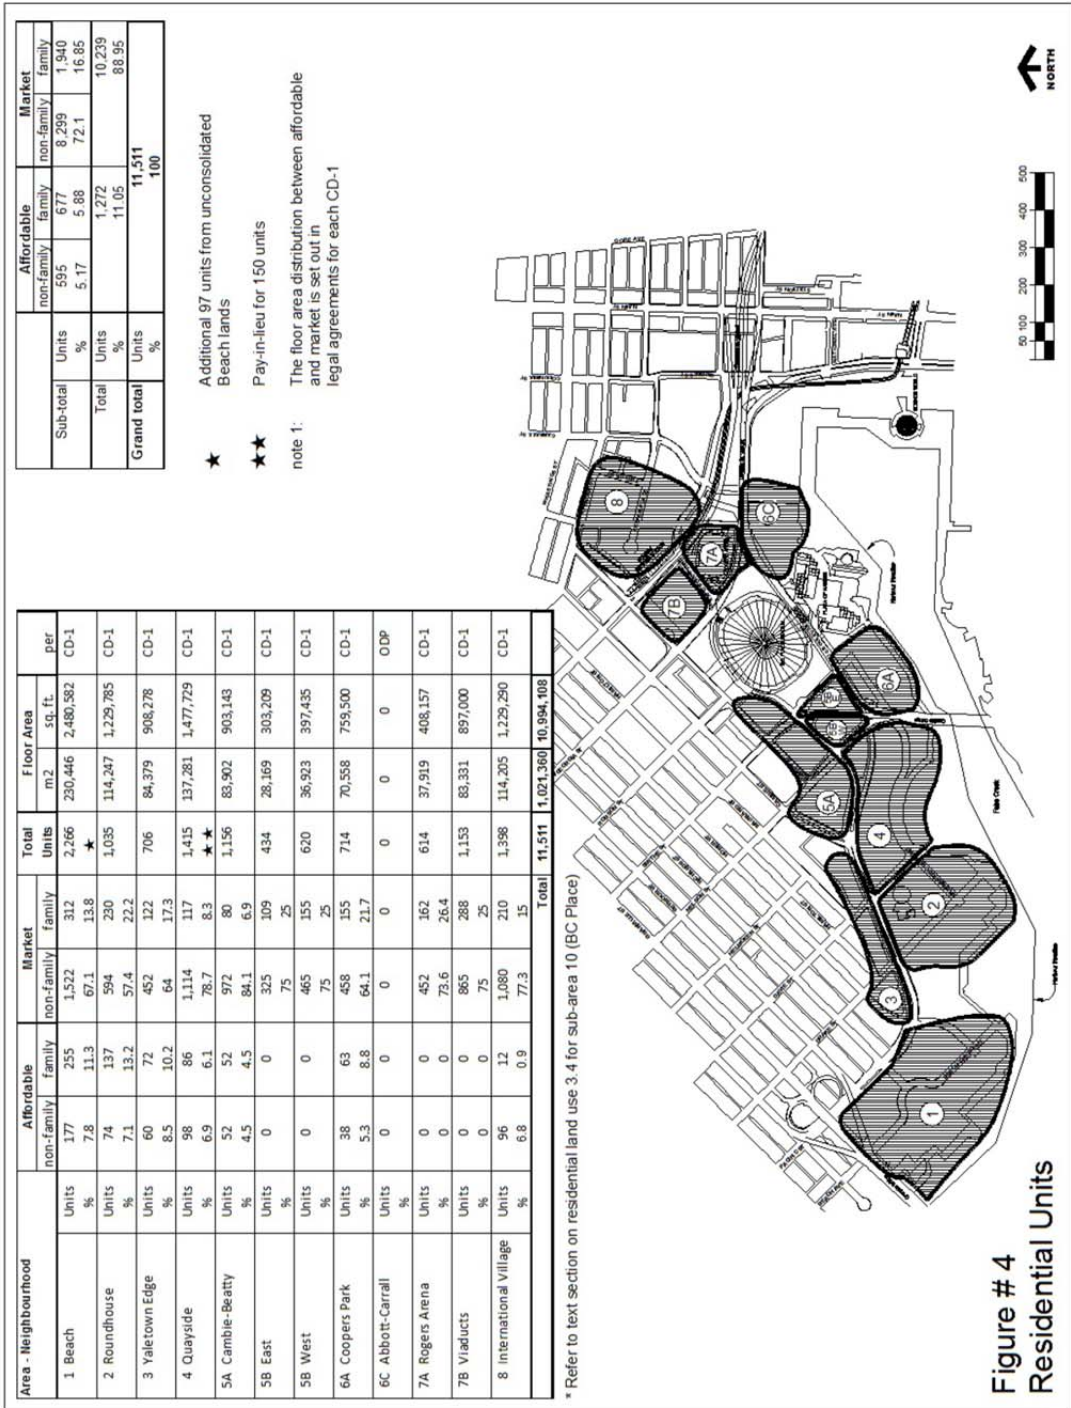 Area - Neighbourhood Affordable Market Total Floor Area
non-family family non-family family Units m2 sq. ft. per
1 Beach Units 177 255 1,522 312 2,266 230,446 2,480,582 CD-1
% 7.8 11.3 67.1 13.8 ★
2 Roundhouse Units 74 137 594 230 1,035 114,247 1,229,785 CD-1
% 7.1 13.2 57.4 22.2
3 Yaletown Edge Units 60 72 452 122 706 84,379 908,278 CD-1
% 8.5 10.2 64 17.3
4 Quayside Units 98 86 1,114 117 1,415 137,281 1,477,729 CD-1
% 6.9 6.1 78.7 8.3 ★★
5A Cambie-Beatty Units 52 52 972 80 1,156 83,902 903,143 CD-1
% 4.5 4.5 84.1 6.9
5B East Units 0 0 325 109 434 28,169 303,209 CD-1
% 75 25
5B West Units 0 0 465 155 620 36,923 397,435 CD-1
% 75 25
6A Coopers Park Units 38 63 458 155 714 70,558 759,500 CD-1
% 5.3 8.8 64.1 21.7
6C Abbott-Carrall Units 0 0 0 0 0 0 0 ODP
%
7A Rogers Arena Units 0 0 452 162 614 37,919 408,157 CD-1
% 0 0 73.6 26.4
7B Viaducts Units 0 0 865 288 1,153 83,331 897,000 CD-1
% 0 0 75 25
8 International Village Units 96 12 1,080 210 1,398 114,205 1,229,290 CD-1
% 6.8 0.9 77.3 15
Total 11,511 1,021,360 10,994,108
* Refer to text section on residential land use 3.4 for sub-area 10 (BC Place)
Affordable Market
non-family family non-family family
Sub-total Units 595 677 8,299 1,940
% 5.17 5.88 72.1 16.85
Total Units 1,272 10,239
% 11.05 88.95
Grand total Units 11,511
% 100
★ Additional 97 units from unconsolidated
Beach lands
★★ Pay-in-lieu for 150 units
note 1: The floor area distribution between affordable
and market is set out in
legal agreements for each CD-1
1
2
3
4
5A
6A
6C
7A
7B
8
False Creek
50 100 200 300 400 500
NORTH
Figure # 4
Residential Units